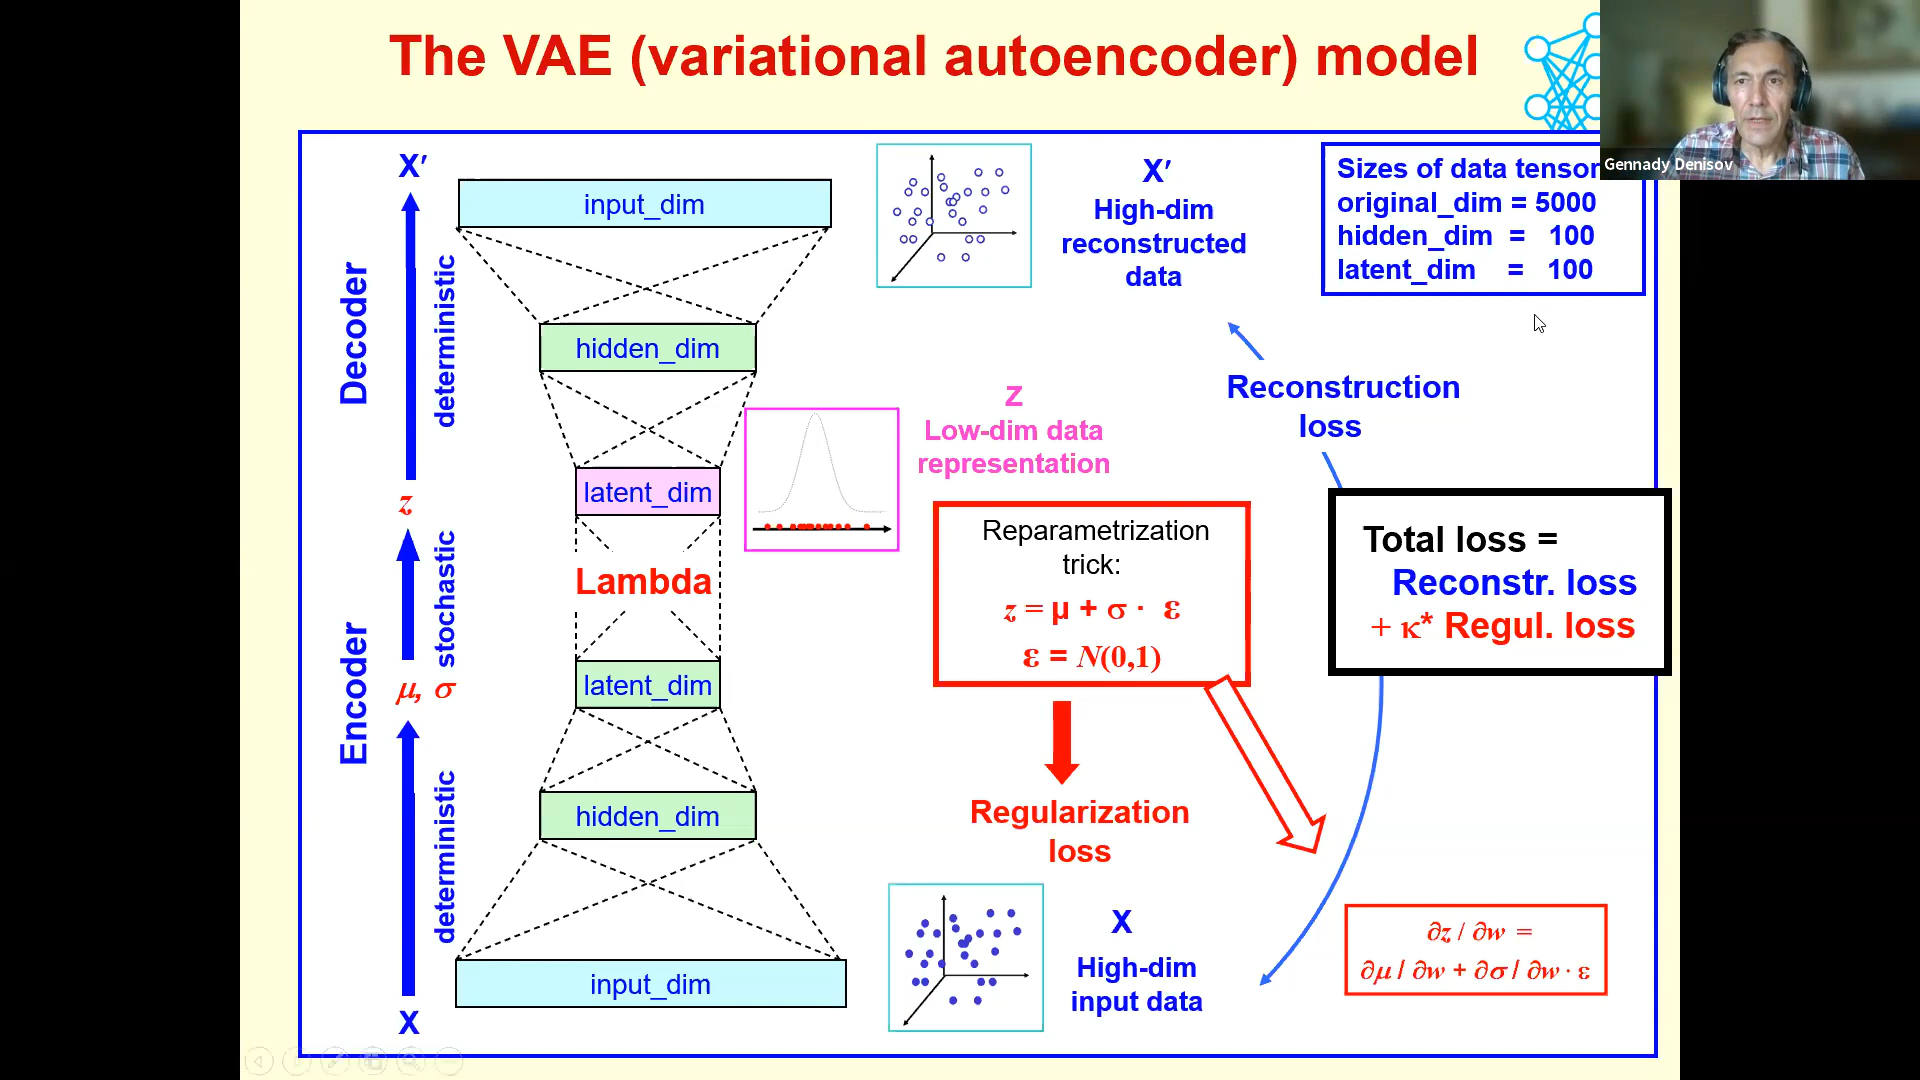 The VAE (variational autoencoder) model
Gennady Denisov
X′
input_dim
Decoder
deterministic
hidden_dim
latent_dim
z
Lambda
stochastic
Encoder
μ, σ
latent_dim
hidden_dim
deterministic
input_dim
X
X′
High-dim
reconstructed
data
Sizes of data tensor
original_dim = 5000
hidden_dim = 100
latent_dim = 100
Reconstruction
loss
Z
Low-dim data
representation
Reparametrization
trick:
z = μ + σ · ε
ε = N(0,1)
Total loss =
Reconstr. loss
+ κ* Regul. loss
Regularization
loss
X
High-dim
input data
∂z / ∂w =
∂μ / ∂w + ∂σ / ∂w · ε